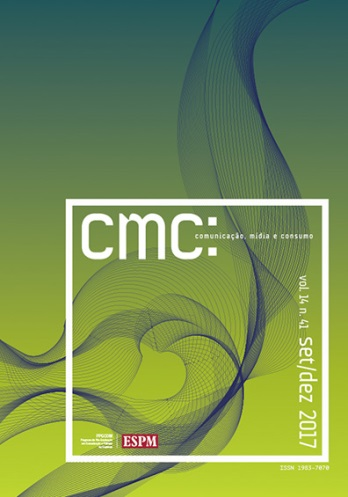 cmc:
comunicação, mídia e consumo
vol. 14 n. 41 set/dez 2017
ESPM
ISSN 1983-7070